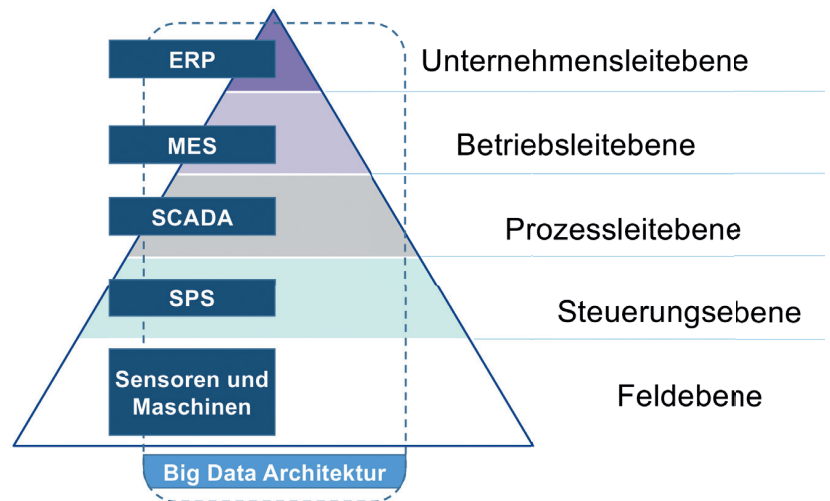 ERP
Unternehmensleitebene
MES
Betriebsleitebene
SCADA
Prozessleitebene
SPS
Steuerungsebene
Sensoren und
Maschinen
Feldebene
Big Data Architektur